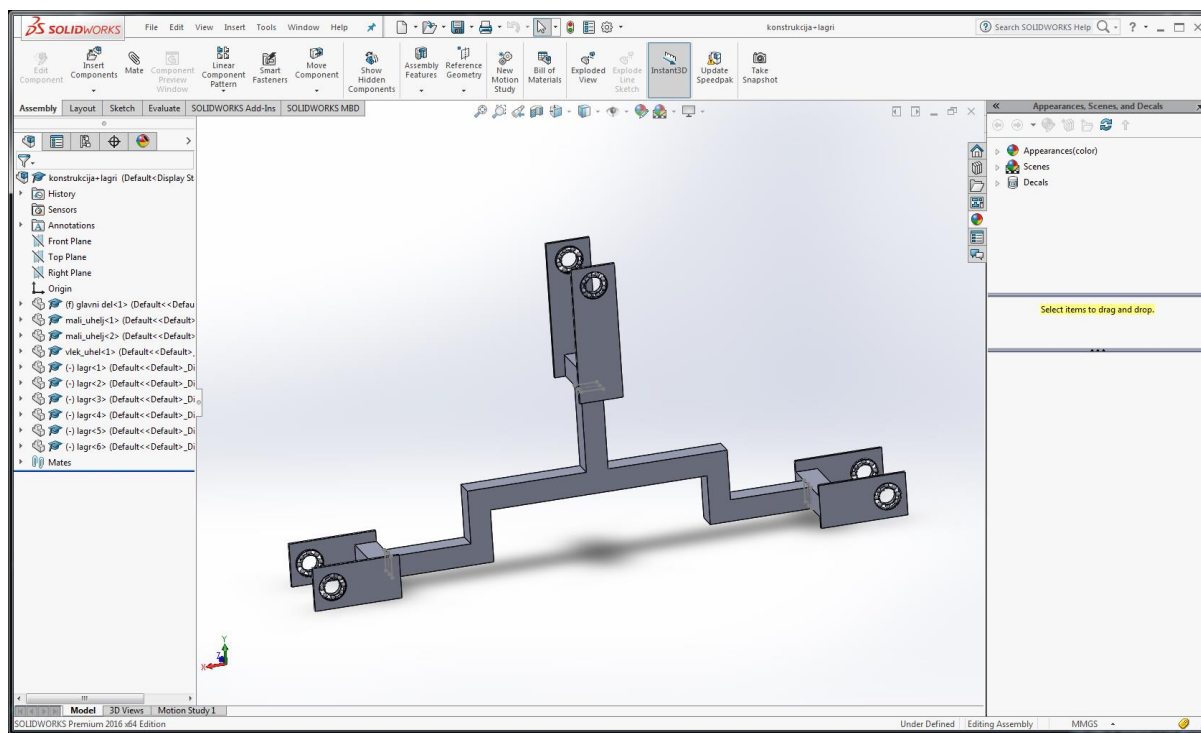 SOLIDWORKS File Edit View Insert Tools Window Help konstrukcija+lagri Search SOLIDWORKS Help ?
Edit Component
Insert Components
Mate
Component Preview Window
Linear Component Pattern
Smart Fasteners
Move Component
Show Hidden Components
Assembly Features
Reference Geometry
New Motion Study
Bill of Materials
Exploded View
Explode Line Sketch
Instant3D
Update Speedpak
Take Snapshot
Assembly Layout Sketch Evaluate SOLIDWORKS Add-Ins SOLIDWORKS MBD
Appearances, Scenes, and Decals
Appearances(color)
Scenes
Decals
Select items to drag and drop.
konstrukcija+lagri (Default<Display St
History
Sensors
Annotations
Front Plane
Top Plane
Right Plane
Origin
(f) glavni del<1> (Default<<Defau
mali_uhelj<1> (Default<<Default>
mali_uhelj<2> (Default<<Default>
vlek_uhel<1> (Default<<Default>_
(-) lagr<1> (Default<<Default>_Di
(-) lagr<2> (Default<<Default>_Di
(-) lagr<3> (Default<<Default>_Di
(-) lagr<4> (Default<<Default>_Di
(-) lagr<5> (Default<<Default>_Di
(-) lagr<6> (Default<<Default>_Di
Mates
Y
Z
X
Model 3D Views Motion Study 1
SOLIDWORKS Premium 2016 x64 Edition Under Defined Editing Assembly MMGS